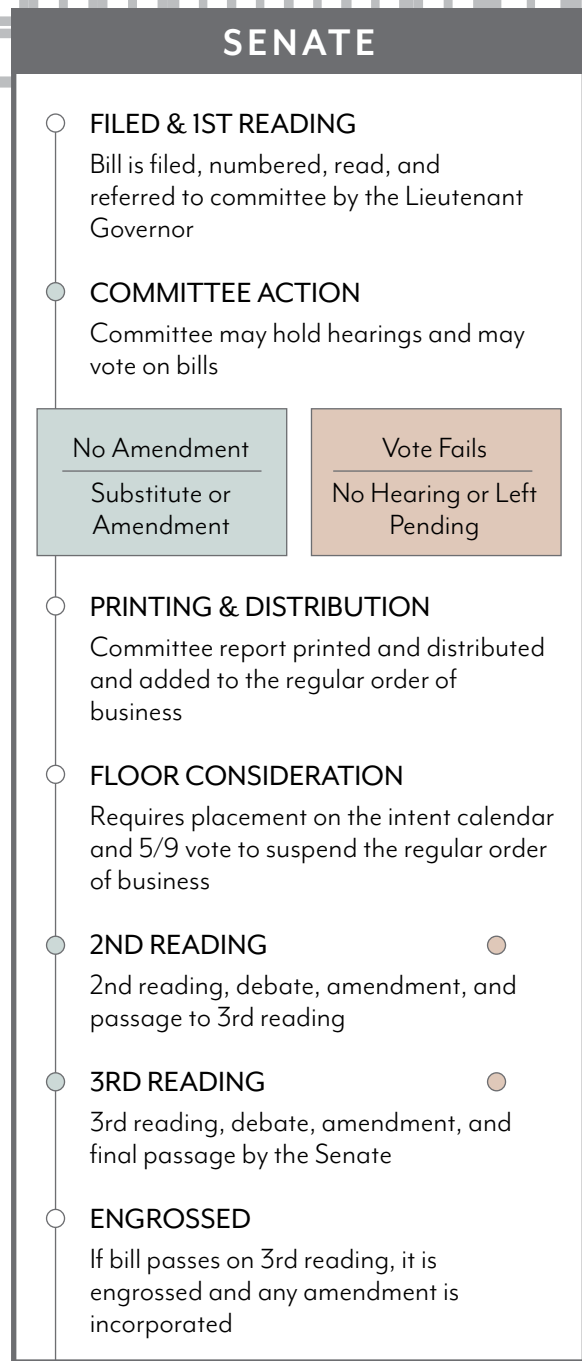 SENATE
FILED & 1ST READING
Bill is filed, numbered, read, and
referred to committee by the Lieutenant
Governor
COMMITTEE ACTION
Committee may hold hearings and may
vote on bills
No Amendment
Substitute or
Amendment
Vote Fails
No Hearing or Left
Pending
PRINTING & DISTRIBUTION
Committee report printed and distributed
and added to the regular order of
business
FLOOR CONSIDERATION
Requires placement on the intent calendar
and 5/9 vote to suspend the regular order
of business
2ND READING
2nd reading, debate, amendment, and
passage to 3rd reading
3RD READING
3rd reading, debate, amendment, and
final passage by the Senate
ENGROSSED
If bill passes on 3rd reading, it is
engrossed and any amendment is
incorporated